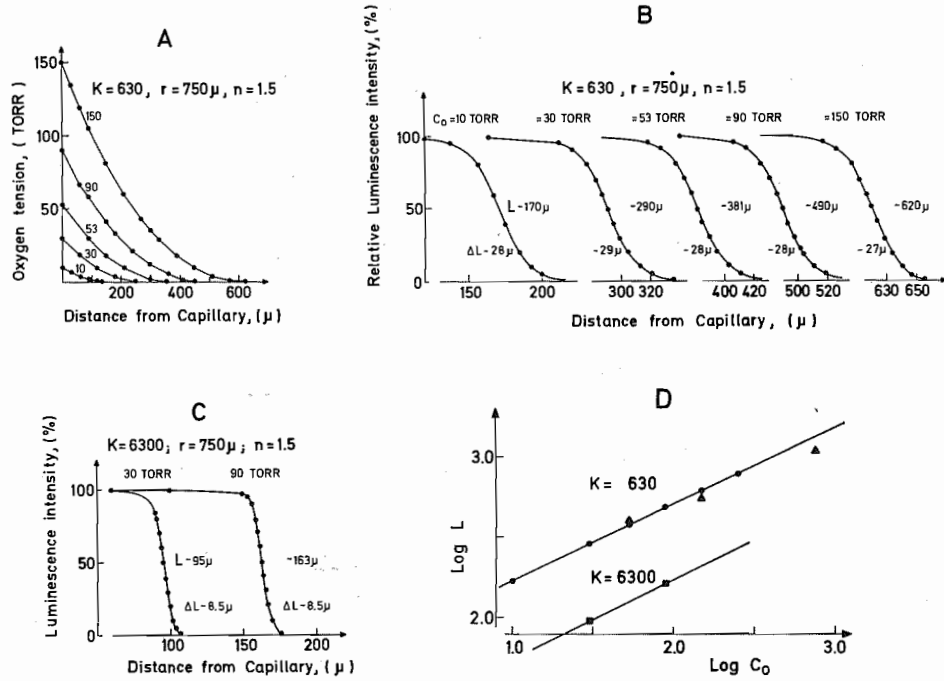 A
Oxygen tension, (TORR)
150
100
50
0
K=630, r=750μ, n=1.5
150
90
53
30
10
200 400 600
Distance from Capillary, (μ)
B
Relative Luminescence intensity, (%)
K=630, r=750μ, n=1.5
C₀=10 TORR =30 TORR =53 TORR =90 TORR =150 TORR
100
50
0
L~170μ ~290μ ~381μ ~490μ ~620μ
ΔL~28μ ~29μ ~28μ ~28μ ~27μ
150 200 300 320 400 420 500 520 630 650
Distance from Capillary, (μ)
C
Luminescence intensity, (%)
K=6300; r=750μ; n=1.5
30 TORR 90 TORR
100
50
0
L~95μ ~163μ
ΔL~8.5μ ΔL~8.5μ
100 150 200
Distance from Capillary, (μ)
D
Log L
3.0
2.0
K= 630
K= 6300
1.0 2.0 3.0
Log C₀